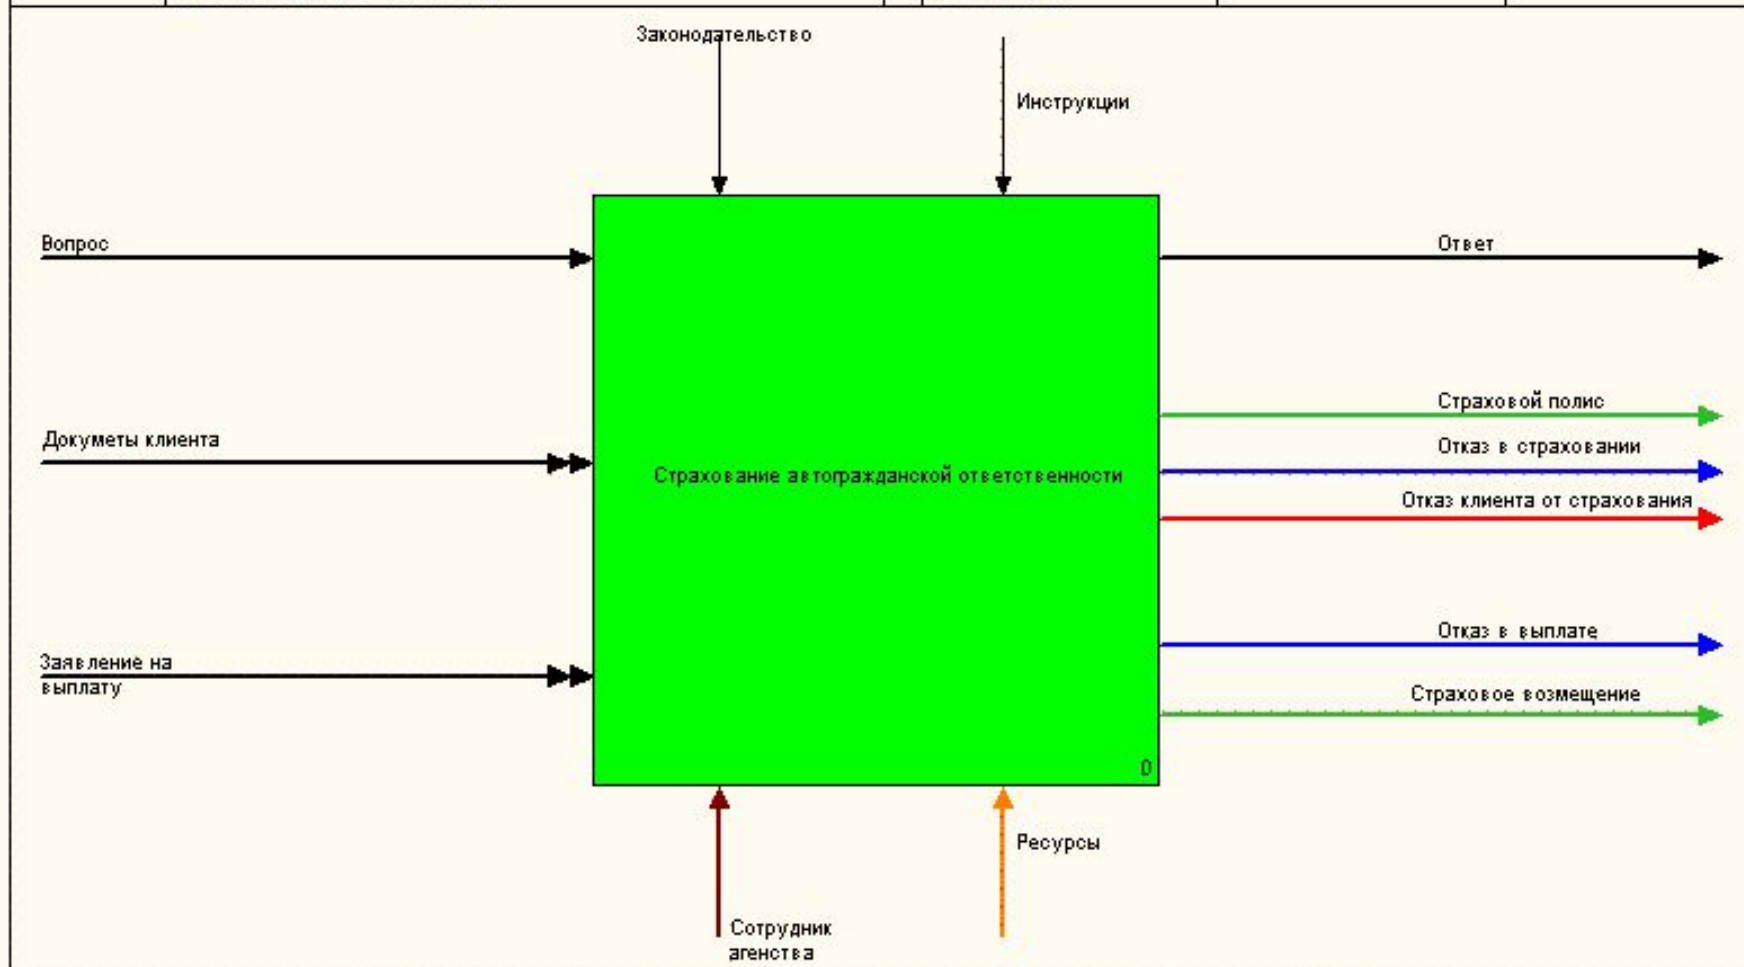 Законодательство
Инструкции
Вопрос
Ответ
Страховой полис
Докуметы клиента
Отказ в страховании
Страхование автогражданской ответственности
Отказ клиента от страхования
Отказ в выплате
Заявление на
выплату
Страховое возмещение
0
Ресурсы
Сотрудник
агенства